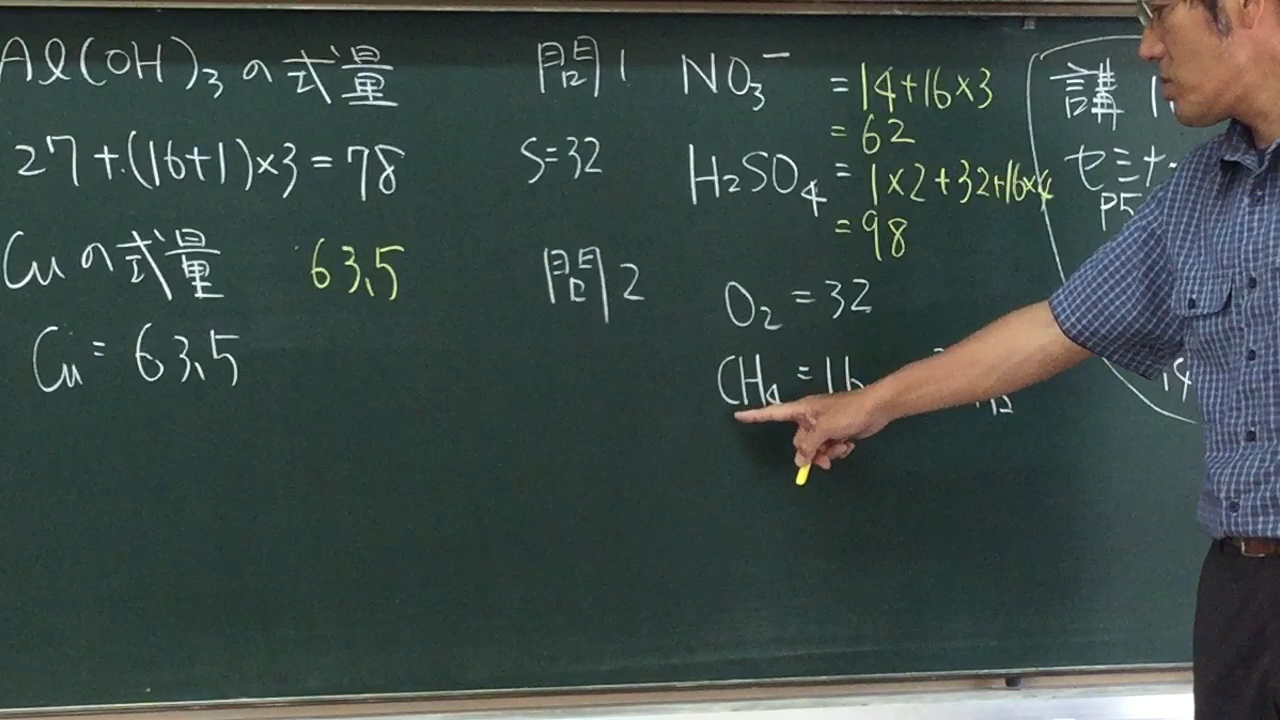 Al(OH)₃の式量
27+(16+1)×3=78
Cuの式量 63.5
Cu=63.5
問1 NO₃⁻ =14+16×3
=62
S=32 H₂SO₄ =1×2+32+16×4
=98
問2 O₂=32
CH₄=16
講
セミナー
P5